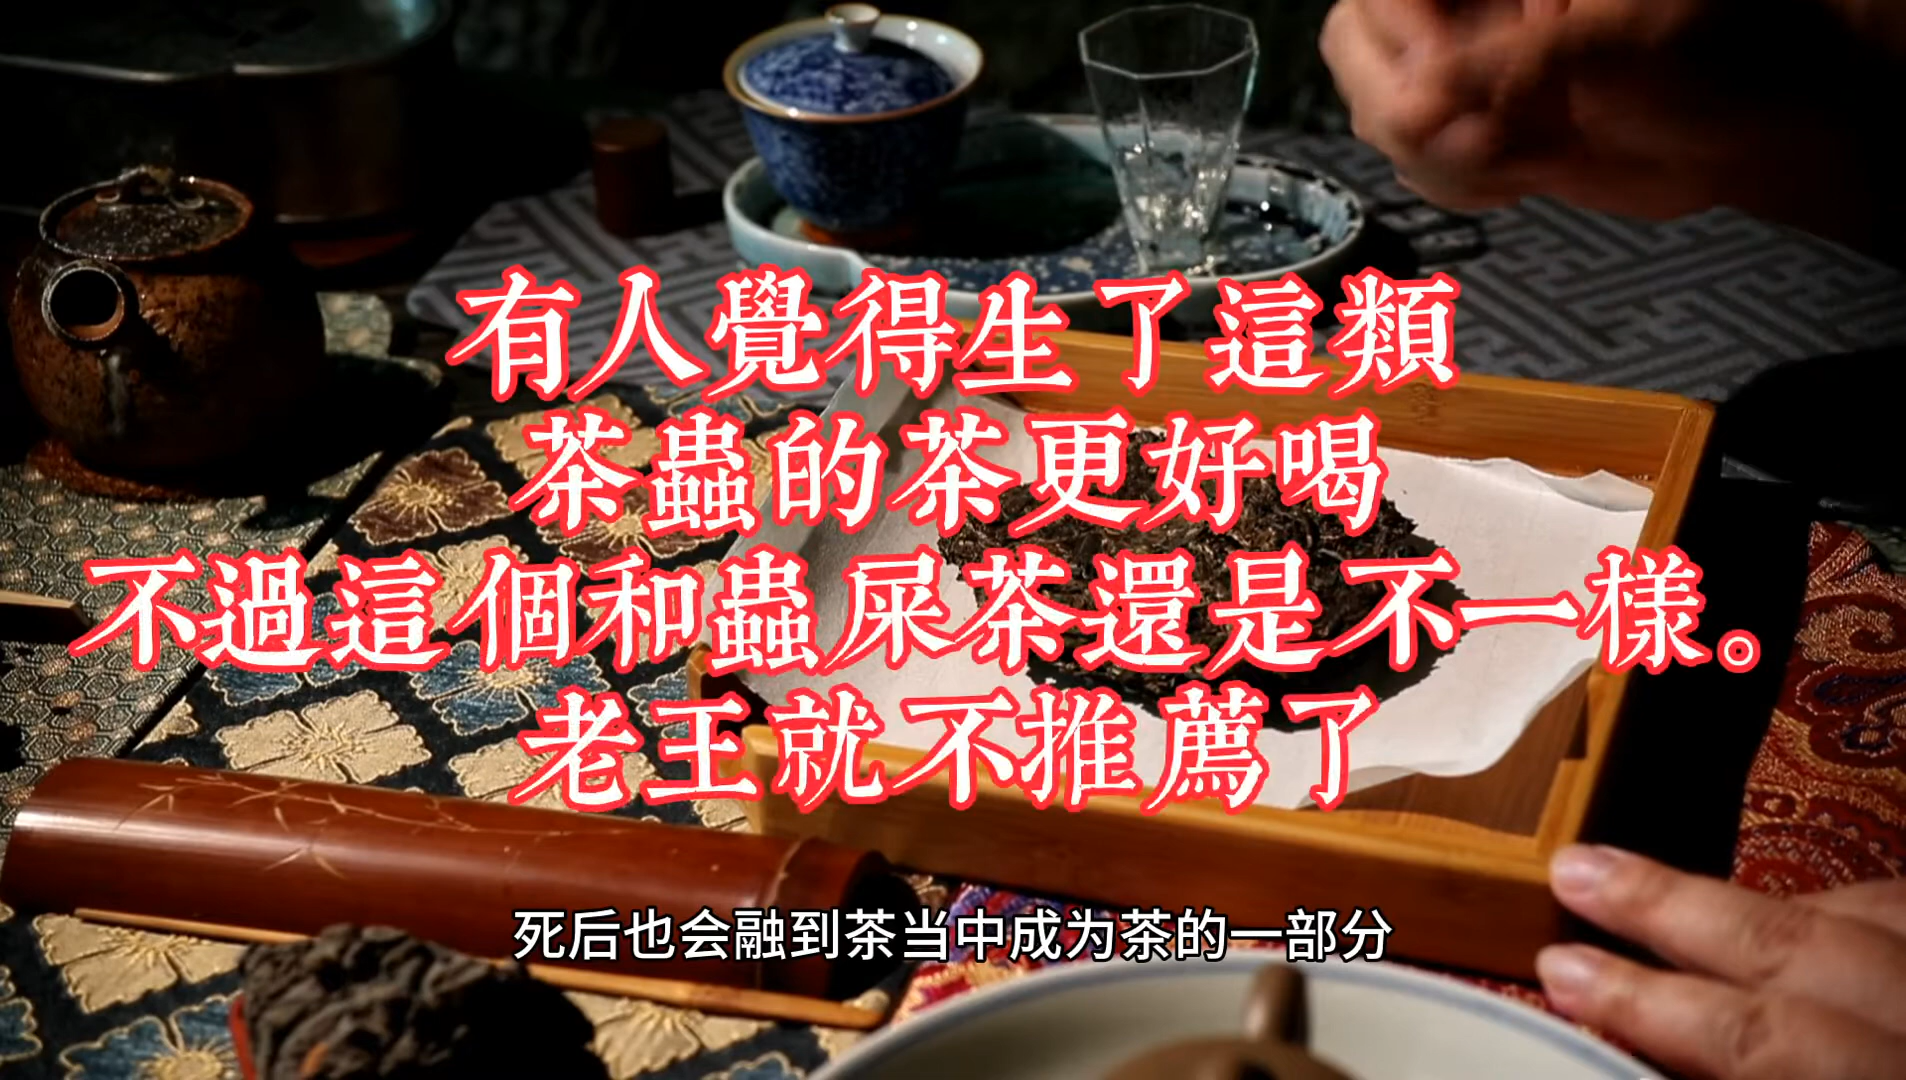 有人覺得生了這類
茶蟲的茶更好喝
不過這個和蟲屎茶還是不一樣。
老王就不推薦了
死后也会融到茶当中成为茶的一部分